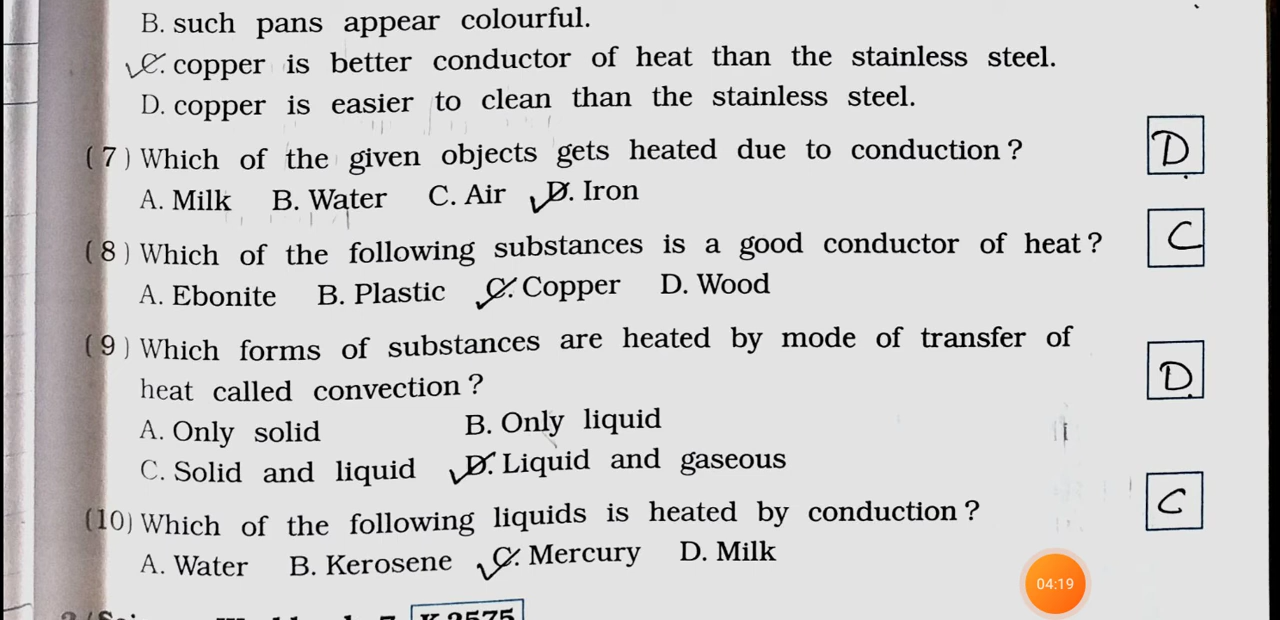 B. such pans appear colourful.
C. copper is better conductor of heat than the stainless steel.
D. copper is easier to clean than the stainless steel.
(7) Which of the given objects gets heated due to conduction? D
A. Milk B. Water C. Air D. Iron
(8) Which of the following substances is a good conductor of heat? C
A. Ebonite B. Plastic C. Copper D. Wood
(9) Which forms of substances are heated by mode of transfer of
heat called convection? D
A. Only solid B. Only liquid
C. Solid and liquid D. Liquid and gaseous
(10) Which of the following liquids is heated by conduction? C
A. Water B. Kerosene C. Mercury D. Milk
04:19
K 2575